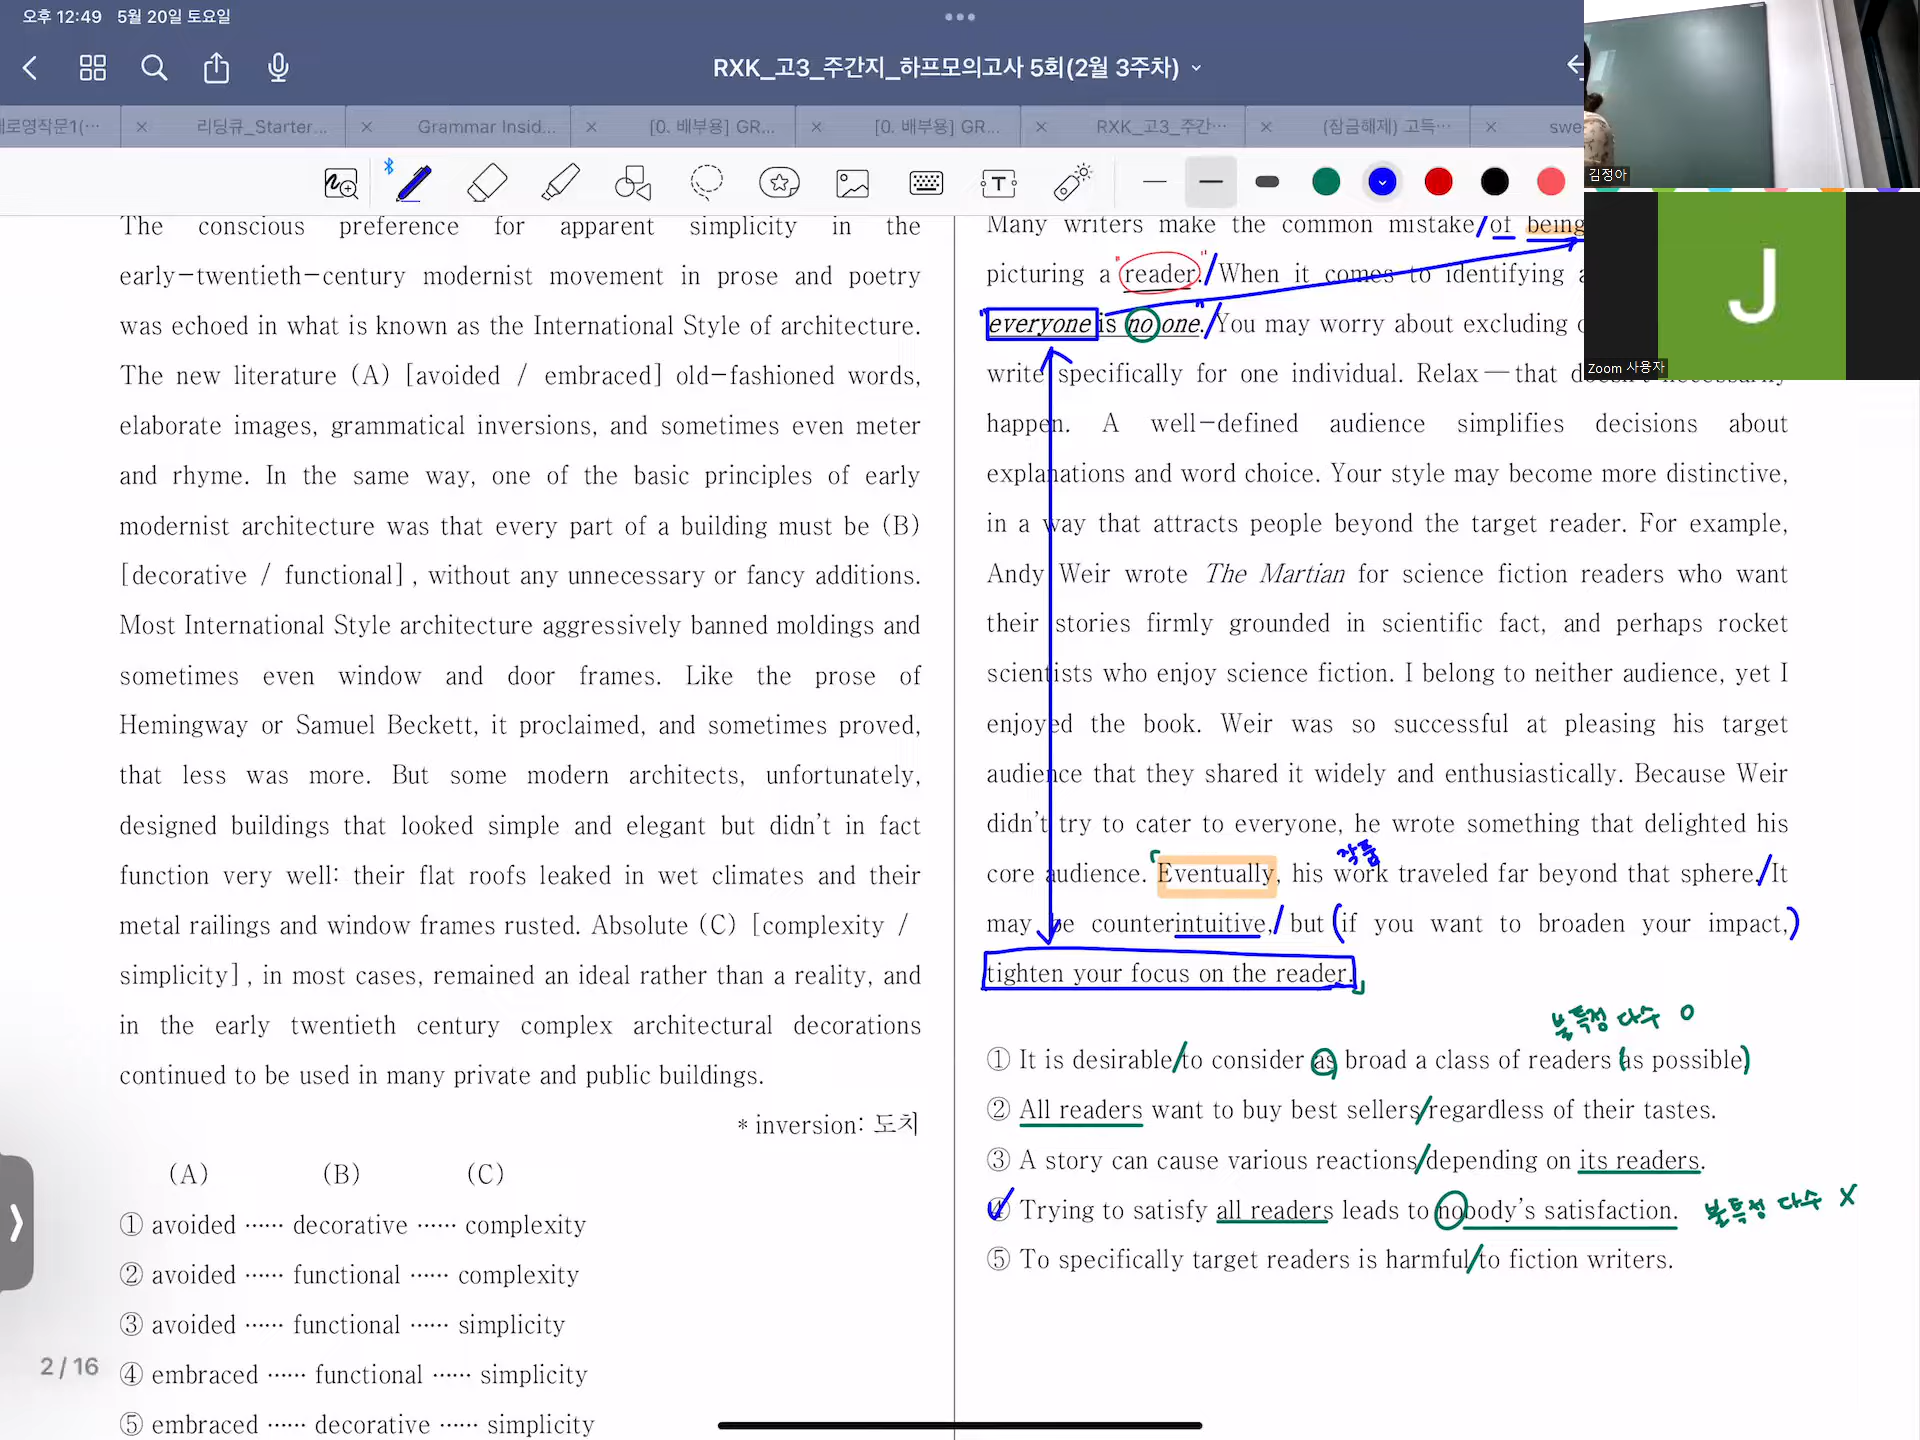 오후 12:49 5월 20일 토요일
RXK_고3_주간지_하프모의고사 5회(2월 3주차)
리딩큐_Starter...
Grammar Insid...
[0. 배부용] GR...
[0. 배부용] GR...
RXK_고3_주간...
(잠금해제) 고득...
swe
김정아
J
Zoom 사용자
The conscious preference for apparent simplicity in the
early-twentieth-century modernist movement in prose and poetry
was echoed in what is known as the International Style of architecture.
The new literature (A) [avoided / embraced] old-fashioned words,
elaborate images, grammatical inversions, and sometimes even meter
and rhyme. In the same way, one of the basic principles of early
modernist architecture was that every part of a building must be (B)
[decorative / functional], without any unnecessary or fancy additions.
Most International Style architecture aggressively banned moldings and
sometimes even window and door frames. Like the prose of
Hemingway or Samuel Beckett, it proclaimed, and sometimes proved,
that less was more. But some modern architects, unfortunately,
designed buildings that looked simple and elegant but didn't in fact
function very well: their flat roofs leaked in wet climates and their
metal railings and window frames rusted. Absolute (C) [complexity /
simplicity], in most cases, remained an ideal rather than a reality, and
in the early twentieth century complex architectural decorations
continued to be used in many private and public buildings.
* inversion: 도치
(A) (B) (C)
① avoided …… decorative …… complexity
② avoided …… functional …… complexity
③ avoided …… functional …… simplicity
④ embraced …… functional …… simplicity
⑤ embraced …… decorative …… simplicity
2 / 16
Many writers make the common mistake of being
picturing a reader. When it comes to identifying
everyone is no one. You may worry about excluding
write specifically for one individual. Relax—that doesn't necessarily
happen. A well-defined audience simplifies decisions about
explanations and word choice. Your style may become more distinctive,
in a way that attracts people beyond the target reader. For example,
Andy Weir wrote The Martian for science fiction readers who want
their stories firmly grounded in scientific fact, and perhaps rocket
scientists who enjoy science fiction. I belong to neither audience, yet I
enjoyed the book. Weir was so successful at pleasing his target
audience that they shared it widely and enthusiastically. Because Weir
didn't try to cater to everyone, he wrote something that delighted his
작품
core audience. Eventually, his work traveled far beyond that sphere. It
may be counterintuitive, but (if you want to broaden your impact,)
tighten your focus on the reader.
불특정 다수 O
① It is desirable to consider as broad a class of readers (as possible)
② All readers want to buy best sellers regardless of their tastes.
③ A story can cause various reactions depending on its readers.
④ Trying to satisfy all readers leads to nobody's satisfaction. 불특정 다수 X
⑤ To specifically target readers is harmful to fiction writers.